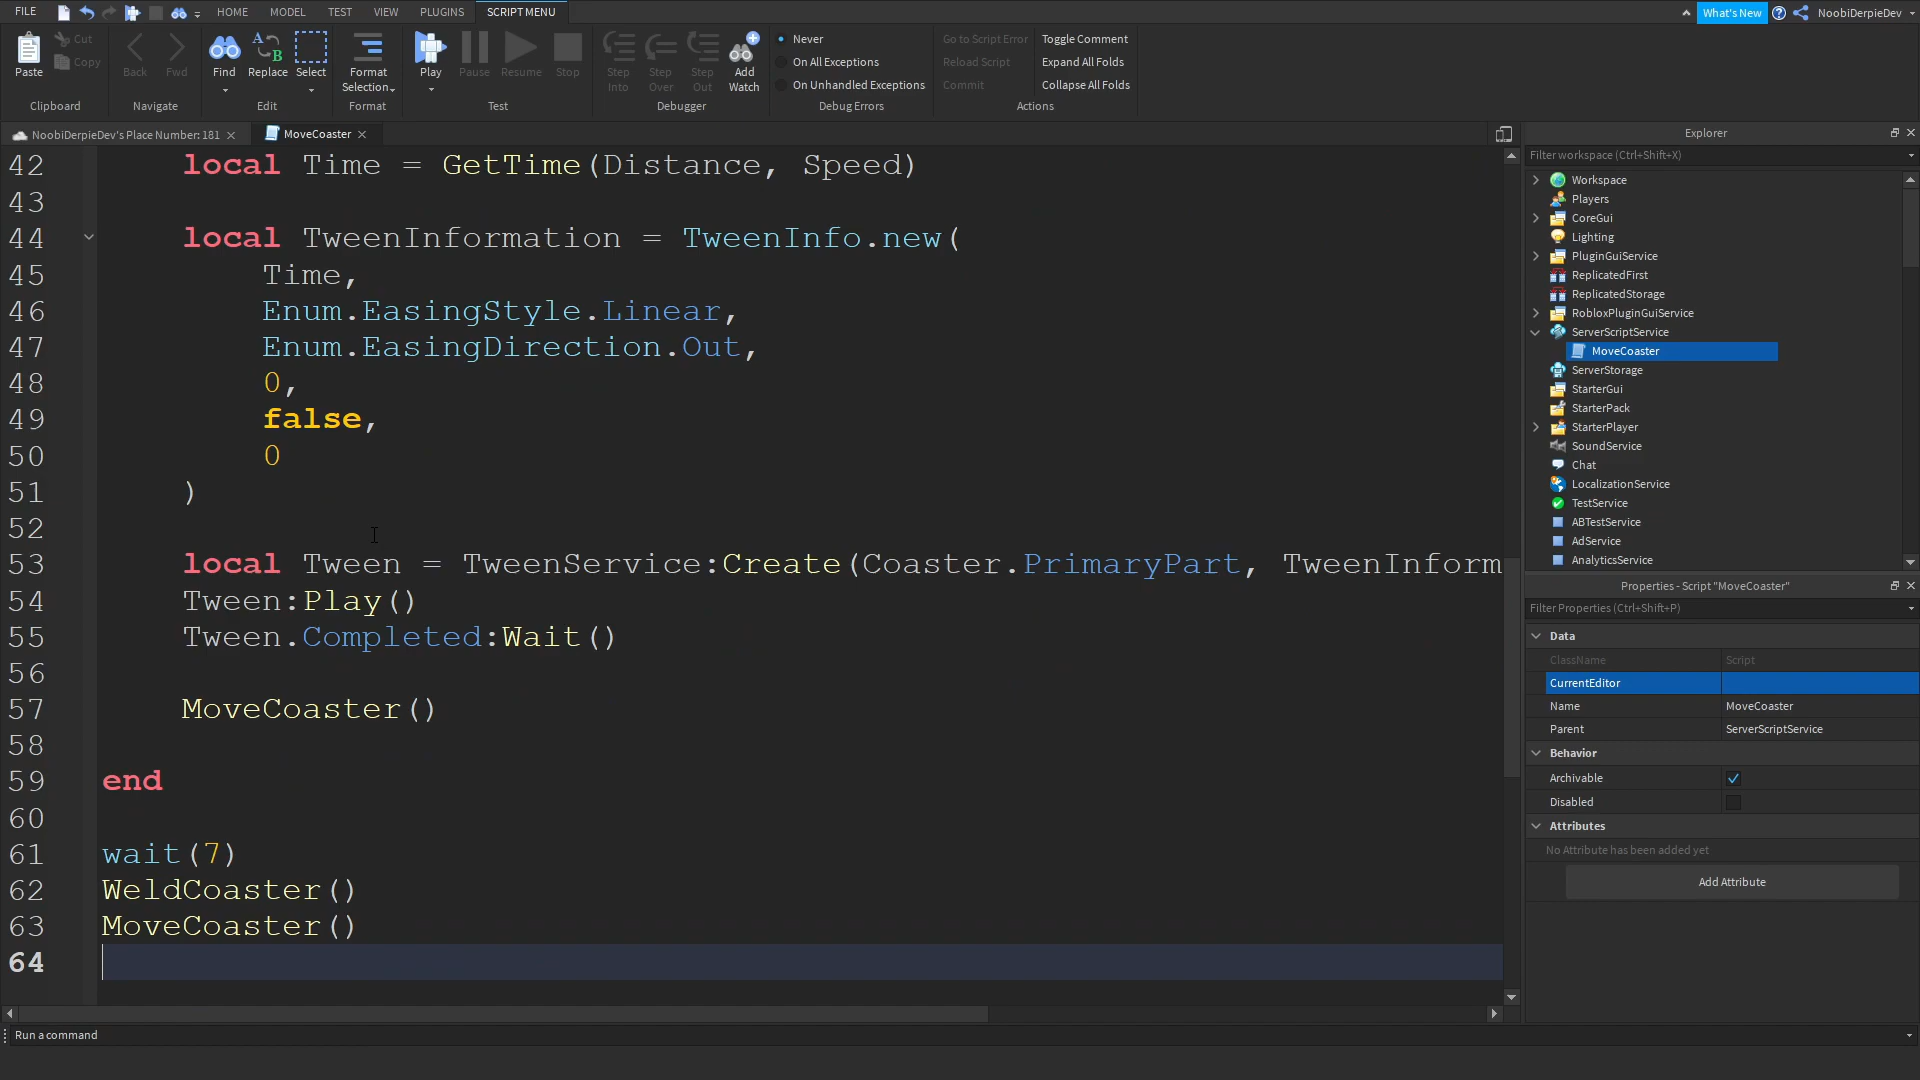 FILE HOME MODEL TEST VIEW PLUGINS SCRIPT MENU What's New NoobiDerpieDev
Paste Cut Copy Back Fwd Find Replace Select Format Selection Play Pause Resume Stop Step Into Step Over Step Out Add Watch
Never
On All Exceptions
On Unhandled Exceptions
Go to Script Error
Reload Script
Commit
Toggle Comment
Expand All Folds
Collapse All Folds
Clipboard Navigate Edit Format Test Debugger Debug Errors Actions
NoobiDerpieDev's Place Number: 181 MoveCoaster
42 local Time = GetTime(Distance, Speed)
43
44 local TweenInformation = TweenInfo.new(
45 Time,
46 Enum.EasingStyle.Linear,
47 Enum.EasingDirection.Out,
48 0,
49 false,
50 0
51 )
52
53 local Tween = TweenService:Create(Coaster.PrimaryPart, TweenInform
54 Tween:Play()
55 Tween.Completed:Wait()
56
57 MoveCoaster()
58
59 end
60
61 wait(7)
62 WeldCoaster()
63 MoveCoaster()
64
Run a command
Explorer
Filter workspace (Ctrl+Shift+X)
Workspace
Players
CoreGui
Lighting
PluginGuiService
ReplicatedFirst
ReplicatedStorage
RobloxPluginGuiService
ServerScriptService
MoveCoaster
ServerStorage
StarterGui
StarterPack
StarterPlayer
SoundService
Chat
LocalizationService
TestService
ABTestService
AdService
AnalyticsService
Properties - Script "MoveCoaster"
Filter Properties (Ctrl+Shift+P)
Data
ClassName Script
CurrentEditor
Name MoveCoaster
Parent ServerScriptService
Behavior
Archivable
Disabled
Attributes
No Attribute has been added yet
Add Attribute